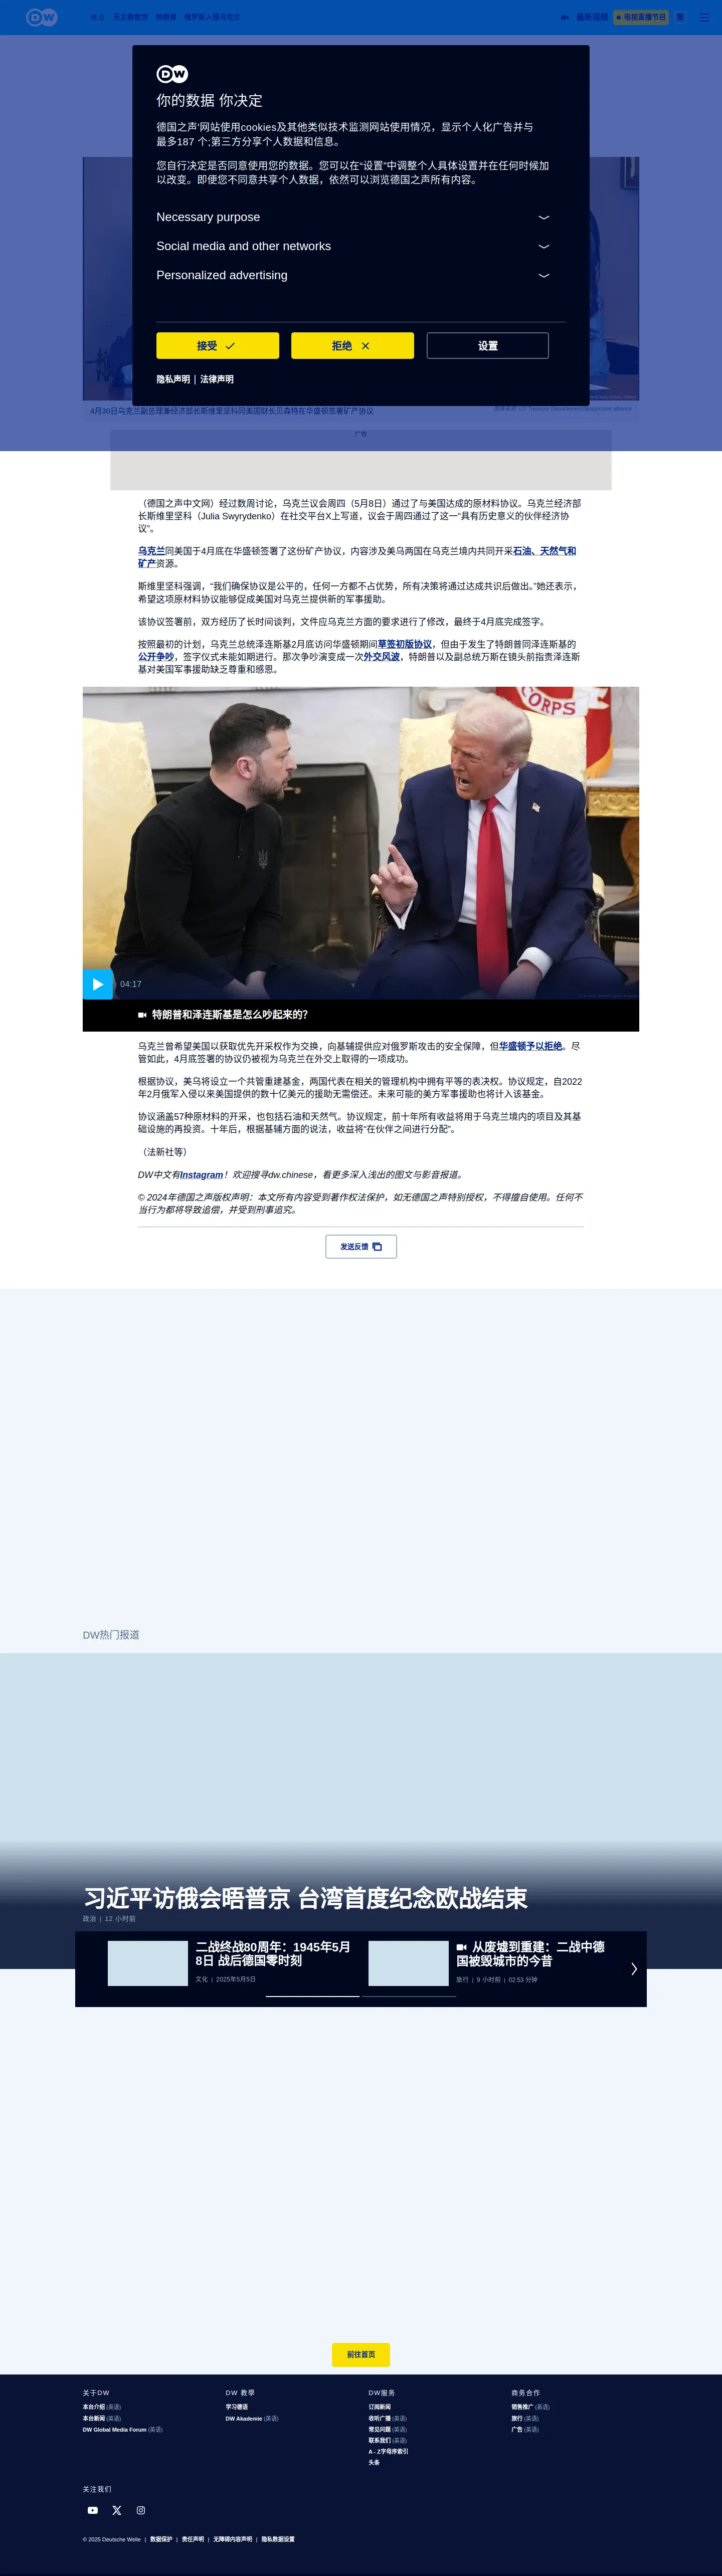 DW
焦点 天主教教宗 特朗普 俄罗斯入侵乌克兰
最新视频 电视直播节目 繁
DW
你的数据 你决定
德国之声’网站使用cookies及其他类似技术监测网站使用情况，显示个人化广告并与
最多187 个;第三方分享个人数据和信息。
您自行决定是否同意使用您的数据。您可以在“设置”中调整个人具体设置并在任何时候加
以改变。即便您不同意共享个人数据，依然可以浏览德国之声所有内容。
Necessary purpose
Social media and other networks
Personalized advertising
接受 拒绝 设置
隐私声明 | 法律声明
4月30日乌克兰副总理兼经济部长斯维里坚科同美国财长贝森特在华盛顿签署矿产协议
广告
（德国之声中文网）经过数周讨论，乌克兰议会周四（5月8日）通过了与美国达成的原材料协议。乌克兰经济部
长斯维里坚科（Julia Swyrydenko）在社交平台X上写道，议会于周四通过了这一“具有历史意义的伙伴经济协
议”。
乌克兰同美国于4月底在华盛顿签署了这份矿产协议，内容涉及美乌两国在乌克兰境内共同开采石油、天然气和
矿产资源。
斯维里坚科强调，“我们确保协议是公平的，任何一方都不占优势，所有决策将通过达成共识后做出。”她还表示，
希望这项原材料协议能够促成美国对乌克兰提供新的军事援助。
该协议签署前，双方经历了长时间谈判，文件应乌克兰方面的要求进行了修改，最终于4月底完成签字。
按照最初的计划，乌克兰总统泽连斯基2月底访问华盛顿期间草签初版协议，但由于发生了特朗普同泽连斯基的
公开争吵，签字仪式未能如期进行。那次争吵演变成一次外交风波，特朗普以及副总统万斯在镜头前指责泽连斯
基对美国军事援助缺乏尊重和感恩。
CORPS
04:17
特朗普和泽连斯基是怎么吵起来的？
乌克兰曾希望美国以获取优先开采权作为交换，向基辅提供应对俄罗斯攻击的安全保障，但华盛顿予以拒绝。尽
管如此，4月底签署的协议仍被视为乌克兰在外交上取得的一项成功。
根据协议，美乌将设立一个共管重建基金，两国代表在相关的管理机构中拥有平等的表决权。协议规定，自2022
年2月俄军入侵以来美国提供的数十亿美元的援助无需偿还。未来可能的美方军事援助也将计入该基金。
协议涵盖57种原材料的开采，也包括石油和天然气。协议规定，前十年所有收益将用于乌克兰境内的项目及其基
础设施的再投资。十年后，根据基辅方面的说法，收益将“在伙伴之间进行分配”。
（法新社等）
DW中文有Instagram！欢迎搜寻dw.chinese，看更多深入浅出的图文与影音报道。
© 2024年德国之声版权声明：本文所有内容受到著作权法保护，如无德国之声特别授权，不得擅自使用。任何不
当行为都将导致追偿，并受到刑事追究。
发送反馈
DW热门报道
习近平访俄会晤普京 台湾首度纪念欧战结束
政治 | 12 小时前
二战终战80周年：1945年5月
8日 战后德国零时刻
文化 | 2025年5月5日
从废墟到重建：二战中德
国被毁城市的今昔
旅行 | 9 小时前 | 02:53 分钟
前往首页
关于DW
本台介绍 (英语)
本台新闻 (英语)
DW Global Media Forum (英语)
DW 教學
学习德语
DW Akademie (英语)
DW服务
订阅新闻
收听广播 (英语)
常见问题 (英语)
联系我们 (英语)
A - Z字母序索引
头条
商务合作
销售推广 (英语)
旅行 (英语)
广告 (英语)
关注我们
© 2025 Deutsche Welle | 数据保护 | 责任声明 | 无障碍内容声明 | 隐私数据设置